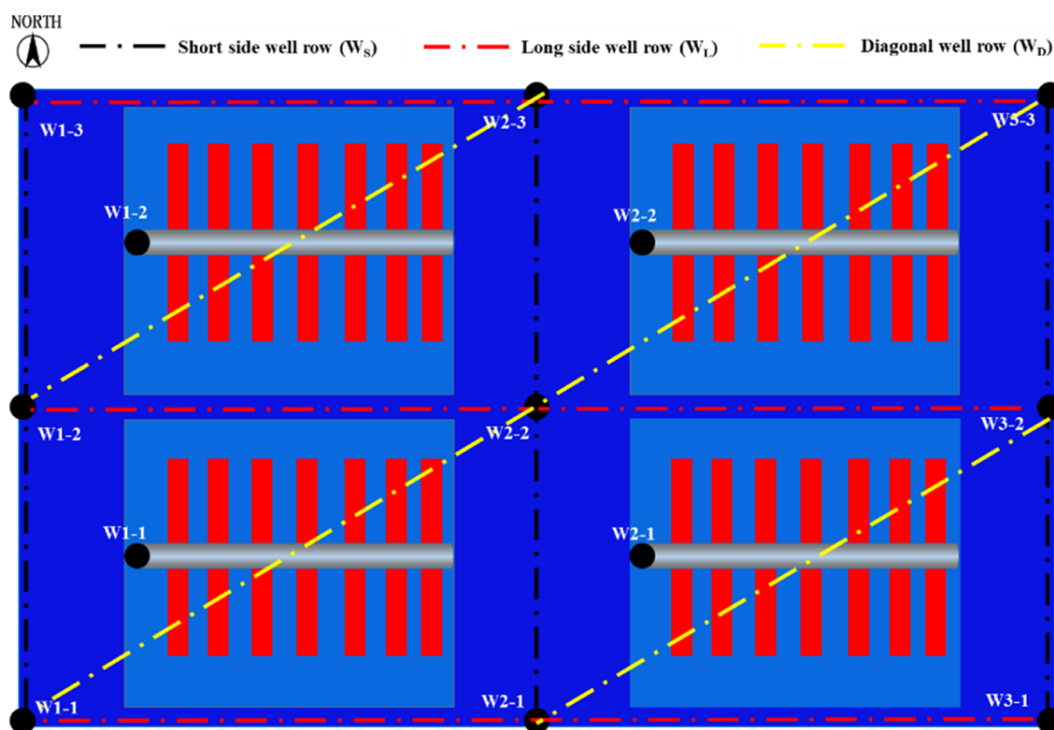 NORTH
Short side well row (WS)
Long side well row (WL)
Diagonal well row (WD)
W1-3
W2-3
W3-3
W1-2
W2-2
W1-2
W2-2
W3-2
W1-1
W2-1
W1-1
W2-1
W3-1